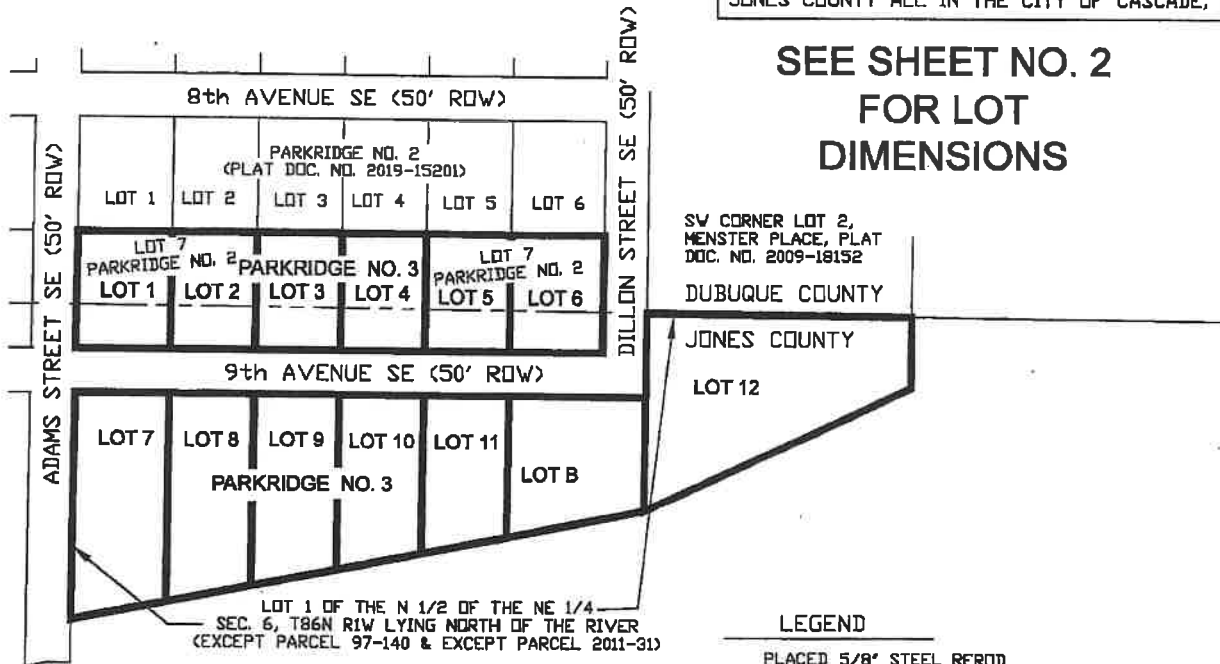 JONES COUNTY ALL IN THE CITY OF CASCADE,
SEE SHEET NO. 2
FOR LOT
DIMENSIONS
8th AVENUE SE (50' ROW)
ADAMS STREET SE (50' ROW)
DILLON STREET SE (50' ROW)
PARKRIDGE NO. 2
(PLAT DOC. NO. 2019-15201)
LOT 1
LOT 2
LOT 3
LOT 4
LOT 5
LOT 6
LOT 7
PARKRIDGE NO. 2
PARKRIDGE NO. 3
LOT 7
PARKRIDGE NO. 2
LOT 1
LOT 2
LOT 3
LOT 4
LOT 5
LOT 6
SW CORNER LOT 2,
MENSTER PLACE, PLAT
DOC. NO. 2009-18152
DUBUQUE COUNTY
JONES COUNTY
LOT 12
9th AVENUE SE (50' ROW)
LOT 7
LOT 8
LOT 9
LOT 10
LOT 11
LOT B
PARKRIDGE NO. 3
LOT 1 OF THE N 1/2 OF THE NE 1/4
SEC. 6, T86N R1W LYING NORTH OF THE RIVER
(EXCEPT PARCEL 97-140 & EXCEPT PARCEL 2011-31)
LEGEND
PLACED 5/8" STEEL REROD